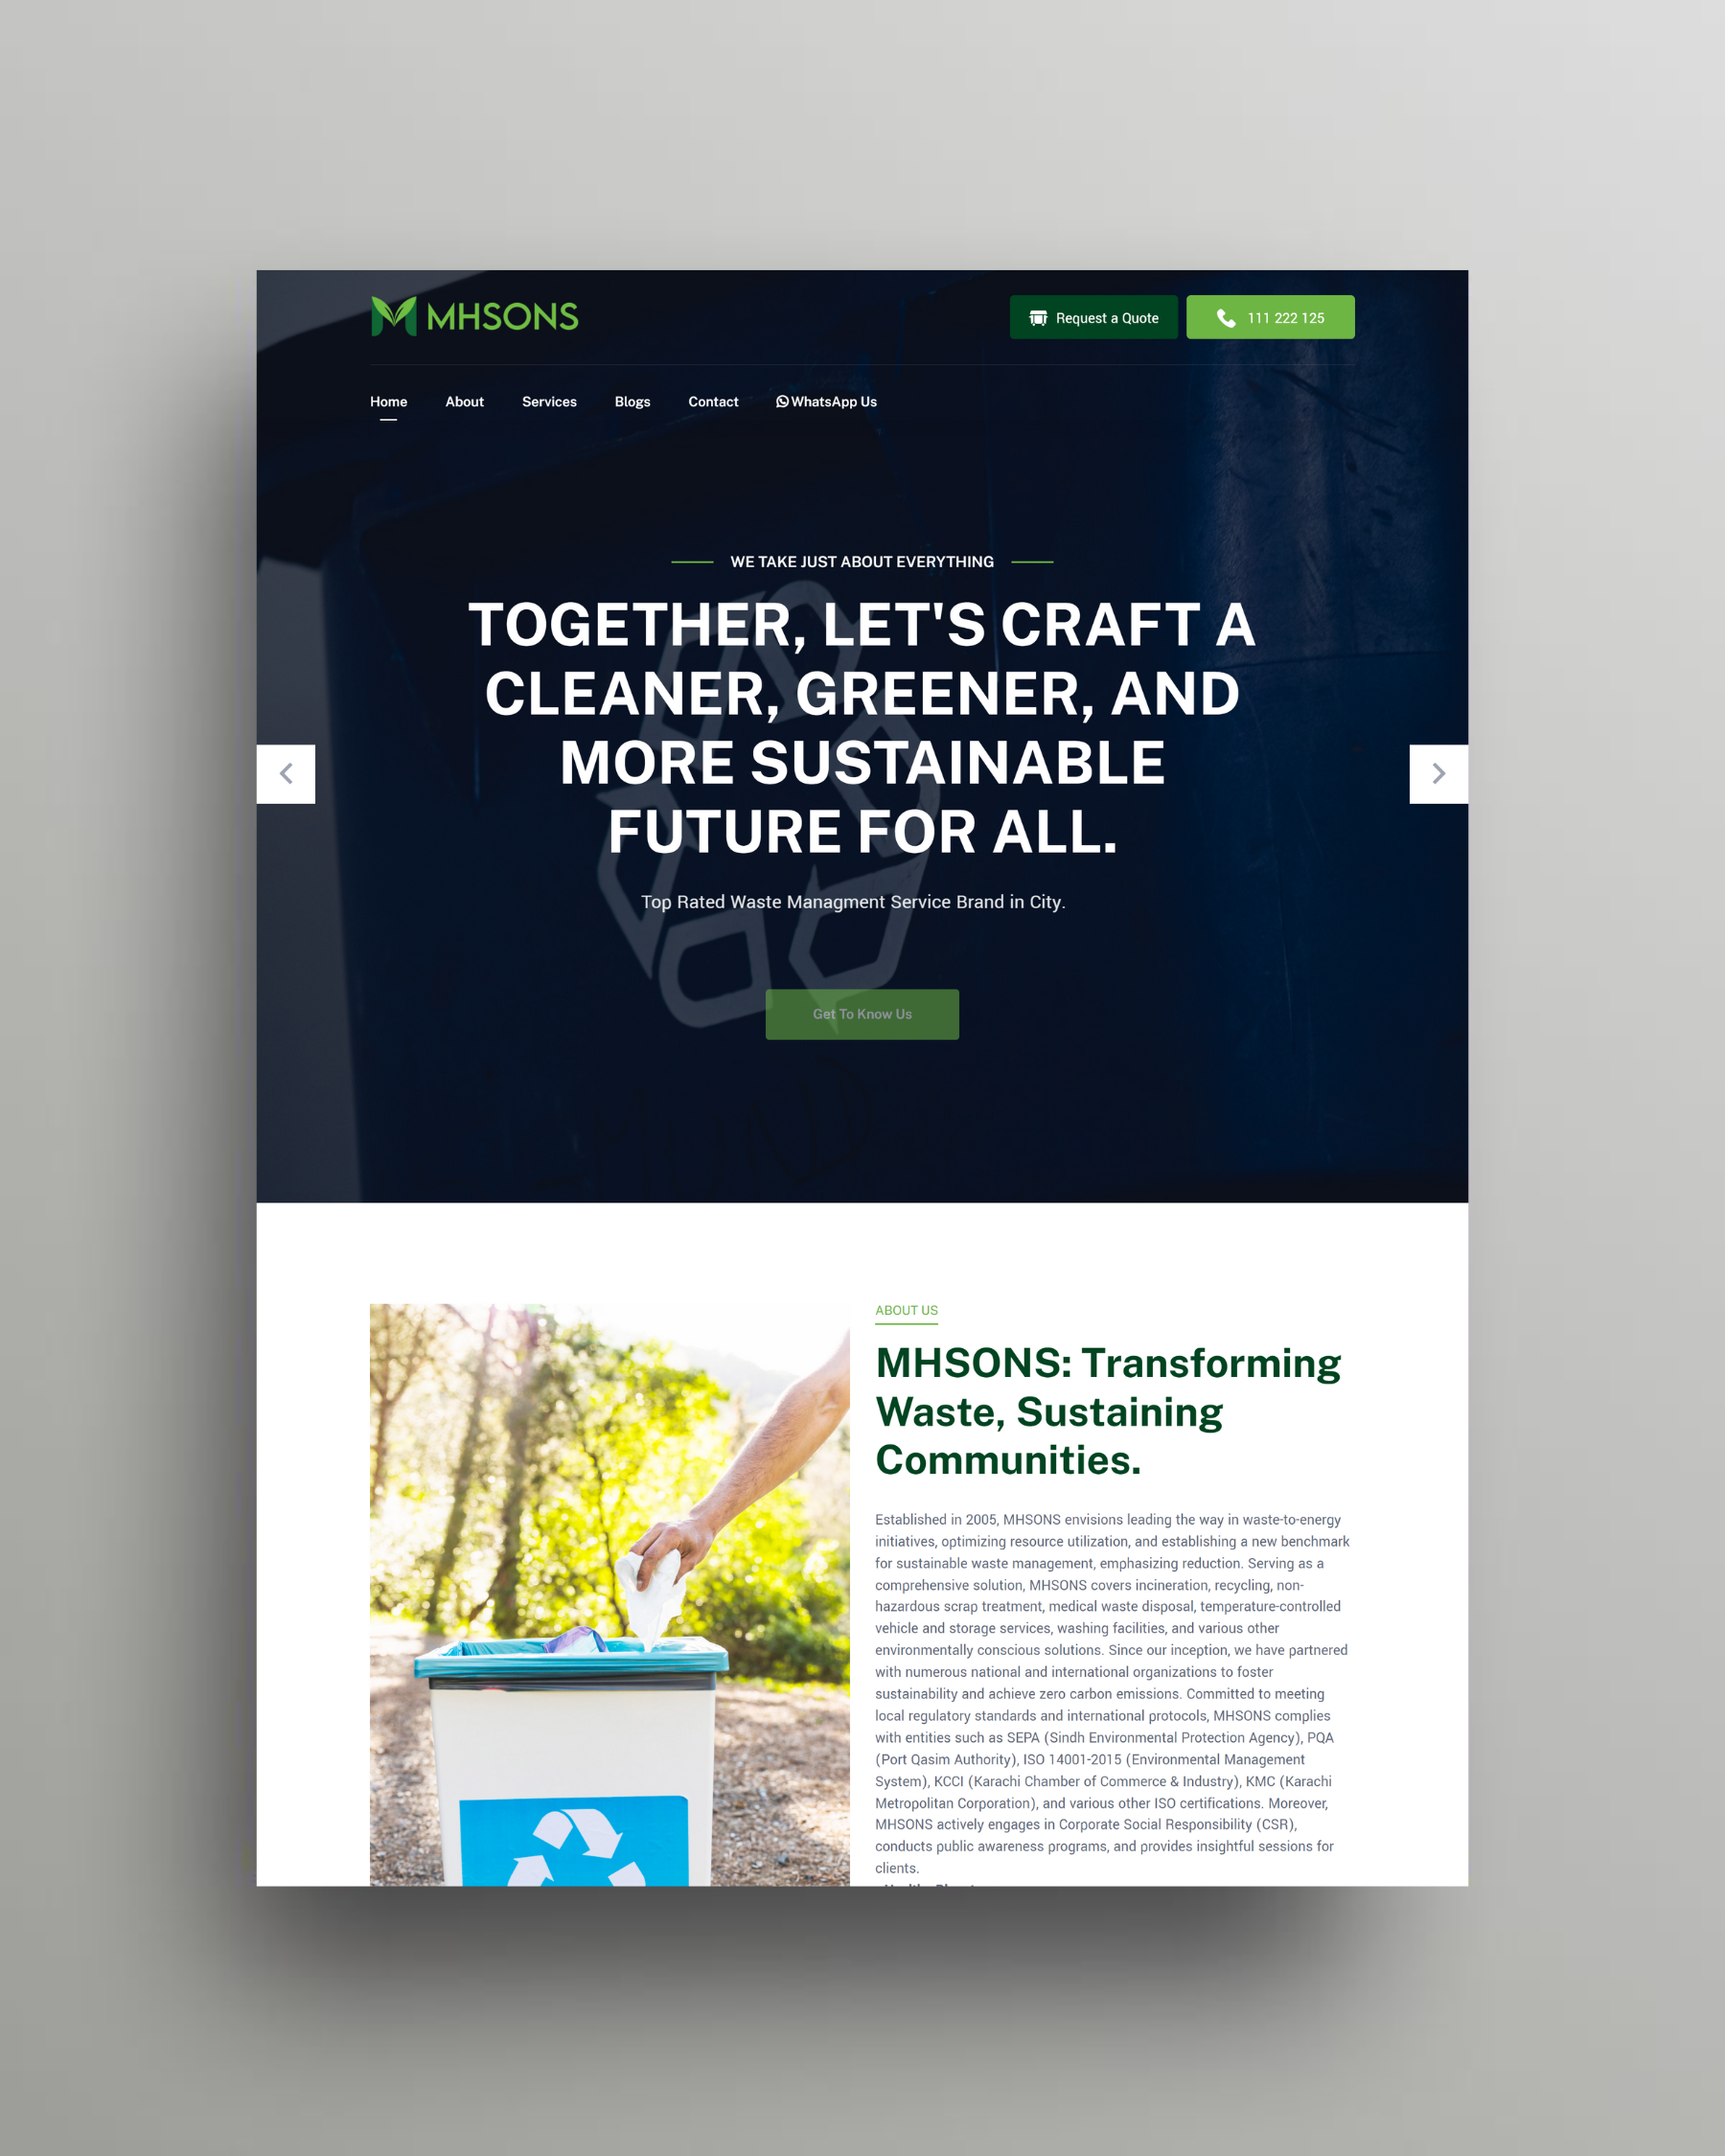 MHSONS
Request a Quote
111 222 125
Home
About
Services
Blogs
Contact
WhatsApp Us
WE TAKE JUST ABOUT EVERYTHING
TOGETHER, LET'S CRAFT A
CLEANER, GREENER, AND
MORE SUSTAINABLE
FUTURE FOR ALL.
Top Rated Waste Managment Service Brand in City.
Get To Know Us
ABOUT US
MHSONS: Transforming
Waste, Sustaining
Communities.
Established in 2005, MHSONS envisions leading the way in waste-to-energy
initiatives, optimizing resource utilization, and establishing a new benchmark
for sustainable waste management, emphasizing reduction. Serving as a
comprehensive solution, MHSONS covers incineration, recycling, non-
hazardous scrap treatment, medical waste disposal, temperature-controlled
vehicle and storage services, washing facilities, and various other
environmentally conscious solutions. Since our inception, we have partnered
with numerous national and international organizations to foster
sustainability and achieve zero carbon emissions. Committed to meeting
local regulatory standards and international protocols, MHSONS complies
with entities such as SEPA (Sindh Environmental Protection Agency), PQA
(Port Qasim Authority), ISO 14001-2015 (Environmental Management
System), KCCI (Karachi Chamber of Commerce & Industry), KMC (Karachi
Metropolitan Corporation), and various other ISO certifications. Moreover,
MHSONS actively engages in Corporate Social Responsibility (CSR),
conducts public awareness programs, and provides insightful sessions for
clients.